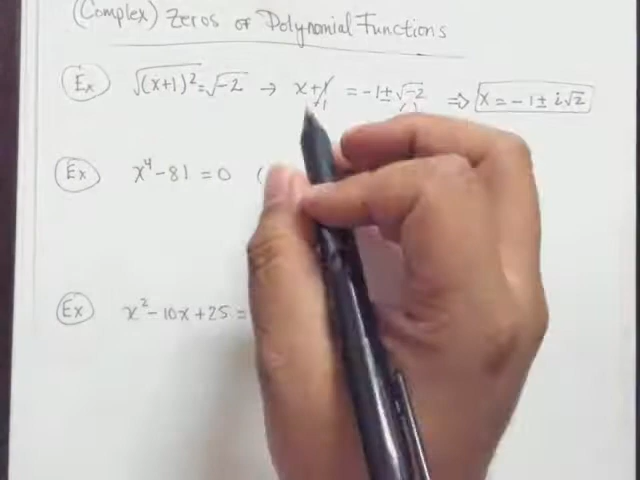 (Complex) Zeros of Polynomial Functions
Ex √(x+1)² = √-2 → x+1 = -1 ± √-2 ⇒ x = -1 ± i√2
-1
Ex x⁴ - 81 = 0 (
Ex x² - 10x + 25 =